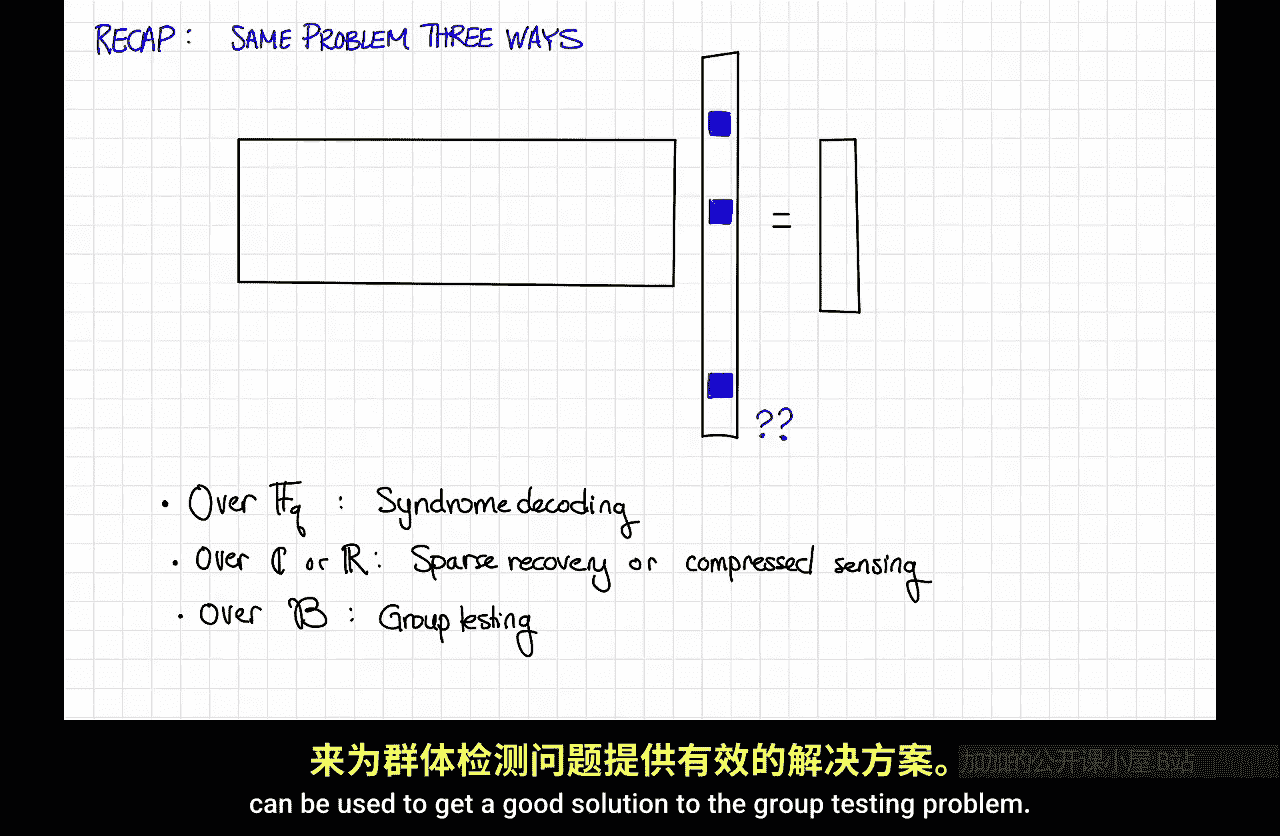 RECAP: SAME PROBLEM THREE WAYS
=
??
• Over 𝔽q : Syndrome decoding
• Over ℂ or ℝ: Sparse recovery or compressed sensing
• Over 𝓑 : Group testing
来为群体检测问题提供有效的解决方案。
加加的公开课小屋.B站
can be used to get a good solution to the group testing problem.